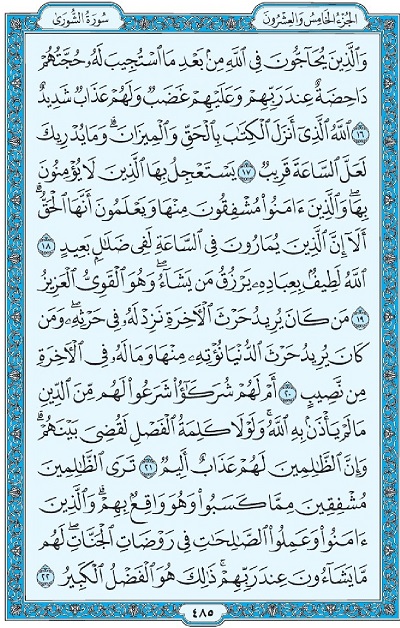 سُورَةُ الشُّورَىٰ
الجُزْءُ الخَامِسُ وَالعِشْرُونَ
وَالَّذِينَ يُحَاجُّونَ فِي اللَّهِ مِنۢ بَعْدِ مَا اسْتُجِيبَ لَهُۥ حُجَّتُهُمْ
دَاحِضَةٌ عِندَ رَبِّهِمْ وَعَلَيْهِمْ غَضَبٌ وَلَهُمْ عَذَابٌ شَدِيدٌ
١٦ اللَّهُ الَّذِي أَنزَلَ الْكِتَٰبَ بِالْحَقِّ وَالْمِيزَانَ ۗ وَمَا يُدْرِيكَ
لَعَلَّ السَّاعَةَ قَرِيبٌ ١٧ يَسْتَعْجِلُ بِهَا الَّذِينَ لَا يُؤْمِنُونَ
بِهَا ۖ وَالَّذِينَ ءَامَنُوا۟ مُشْفِقُونَ مِنْهَا وَيَعْلَمُونَ أَنَّهَا الْحَقُّ ۗ
أَلَآ إِنَّ الَّذِينَ يُمَارُونَ فِي السَّاعَةِ لَفِي ضَلَٰلٍۭ بَعِيدٍ ١٨
اللَّهُ لَطِيفٌۢ بِعِبَادِهِۦ يَرْزُقُ مَن يَشَآءُ ۖ وَهُوَ الْقَوِيُّ الْعَزِيزُ
١٩ مَن كَانَ يُرِيدُ حَرْثَ الْآخِرَةِ نَزِدْ لَهُۥ فِي حَرْثِهِۦ ۖ وَمَن
كَانَ يُرِيدُ حَرْثَ الدُّنْيَا نُؤْتِهِۦ مِنْهَا وَمَا لَهُۥ فِي الْآخِرَةِ
مِن نَّصِيبٍ ٢٠ أَمْ لَهُمْ شُرَكَٰٓؤُا۟ شَرَعُوا۟ لَهُم مِّنَ الدِّينِ
مَا لَمْ يَأْذَنۢ بِهِ اللَّهُ ۚ وَلَوْلَا كَلِمَةُ الْفَصْلِ لَقُضِيَ بَيْنَهُمْ ۗ
وَإِنَّ الظَّٰلِمِينَ لَهُمْ عَذَابٌ أَلِيمٌ ٢١ تَرَى الظَّٰلِمِينَ
مُشْفِقِينَ مِمَّا كَسَبُوا۟ وَهُوَ وَاقِعٌۢ بِهِمْ ۗ وَالَّذِينَ
ءَامَنُوا۟ وَعَمِلُوا۟ الصَّٰلِحَٰتِ فِي رَوْضَاتِ الْجَنَّاتِ ۖ لَهُم
مَّا يَشَآءُونَ عِندَ رَبِّهِمْ ۚ ذَٰلِكَ هُوَ الْفَضْلُ الْكَبِيرُ ٢٢
٤٨٥